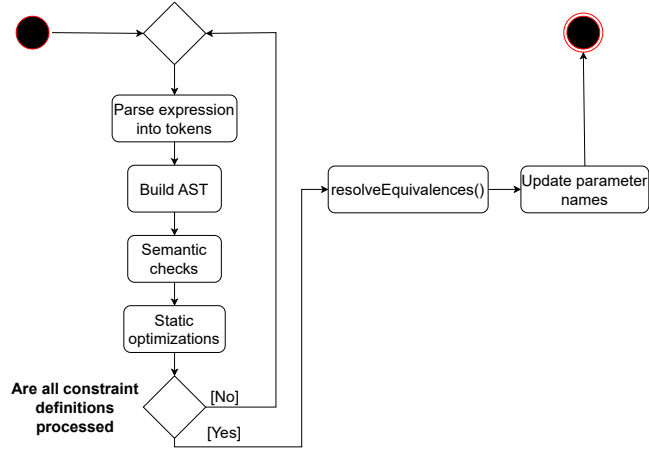 Parse expression
into tokens
Build AST
Semantic
checks
Static
optimizations
Are all constraint
definitions
processed
[No]
[Yes]
resolveEquivalences()
Update parameter
names